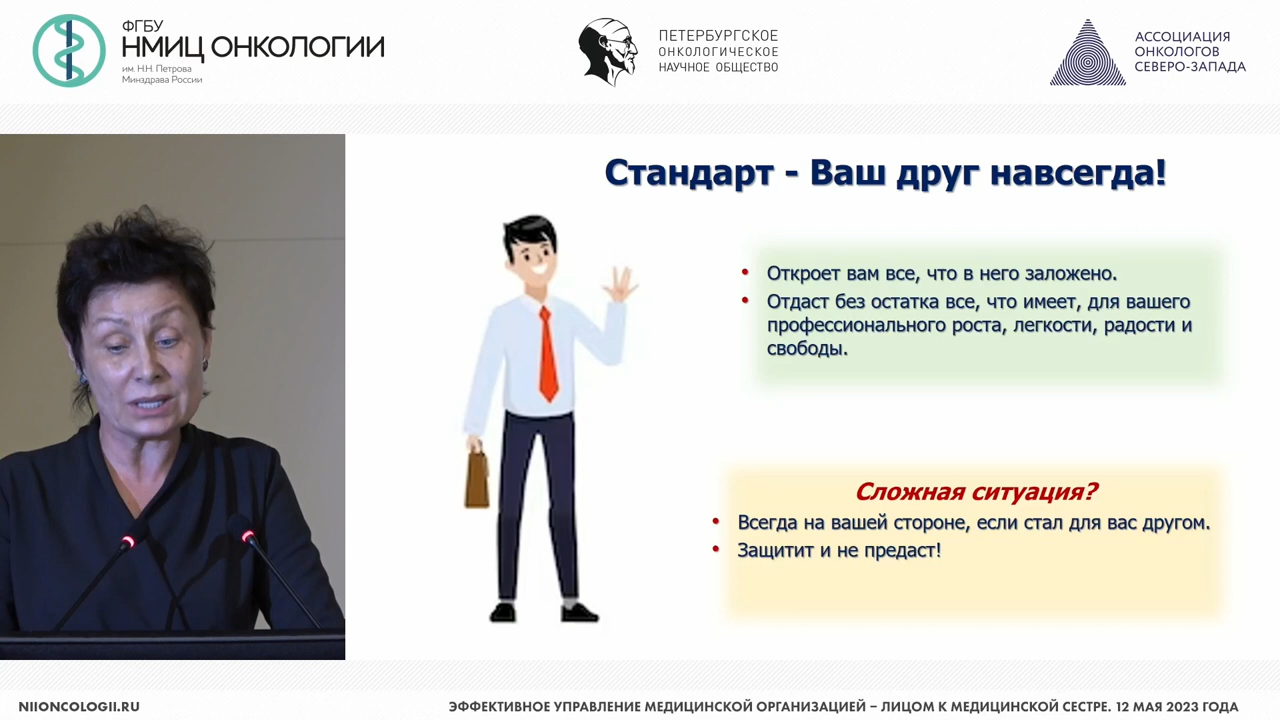 ФГБУ
НМИЦ ОНКОЛОГИИ
им. Н.Н. Петрова
Минздрава России
ПЕТЕРБУРГСКОЕ
ОНКОЛОГИЧЕСКОЕ
НАУЧНОЕ ОБЩЕСТВО
АССОЦИАЦИЯ
ОНКОЛОГОВ
СЕВЕРО-ЗАПАДА
Стандарт - Ваш друг навсегда!
• Откроет вам все, что в него заложено.
• Отдаст без остатка все, что имеет, для вашего
профессионального роста, легкости, радости и
свободы.
Сложная ситуация?
• Всегда на вашей стороне, если стал для вас другом.
• Защитит и не предаст!
NIIONCOLOGII.RU
ЭФФЕКТИВНОЕ УПРАВЛЕНИЕ МЕДИЦИНСКОЙ ОРГАНИЗАЦИЕЙ – ЛИЦОМ К МЕДИЦИНСКОЙ СЕСТРЕ. 12 МАЯ 2023 ГОДА